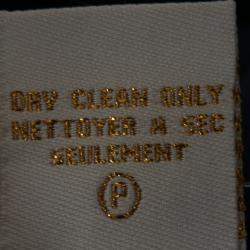 DRY CLEAN ONLY
NETTOYER A SEC
SEULEMENT
P